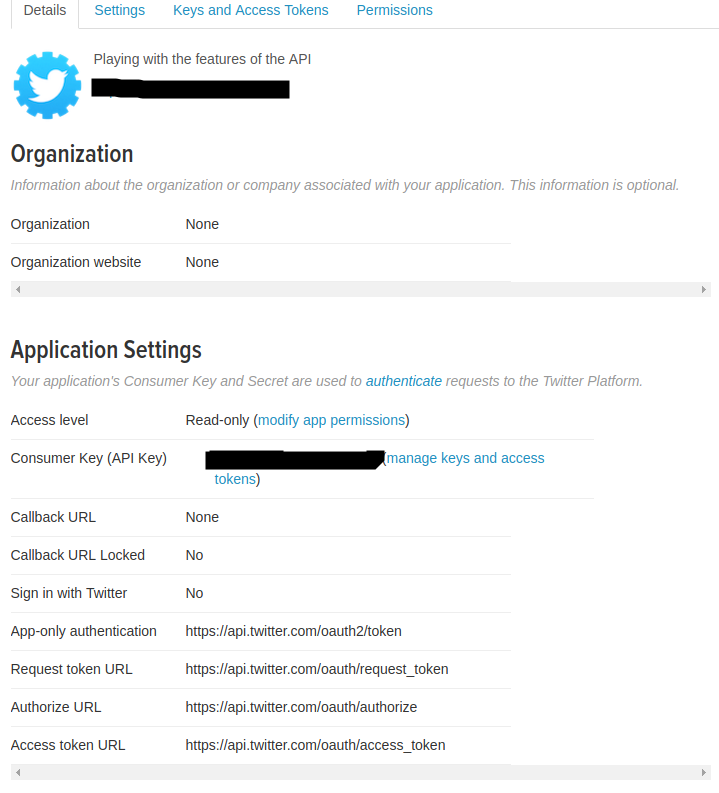 Details Settings Keys and Access Tokens Permissions
Playing with the features of the API
Organization
Information about the organization or company associated with your application. This information is optional.
Organization None
Organization website None
Application Settings
Your application's Consumer Key and Secret are used to authenticate requests to the Twitter Platform.
Access level Read-only (modify app permissions)
Consumer Key (API Key) (manage keys and access
tokens)
Callback URL None
Callback URL Locked No
Sign in with Twitter No
App-only authentication https://api.twitter.com/oauth2/token
Request token URL https://api.twitter.com/oauth/request_token
Authorize URL https://api.twitter.com/oauth/authorize
Access token URL https://api.twitter.com/oauth/access_token